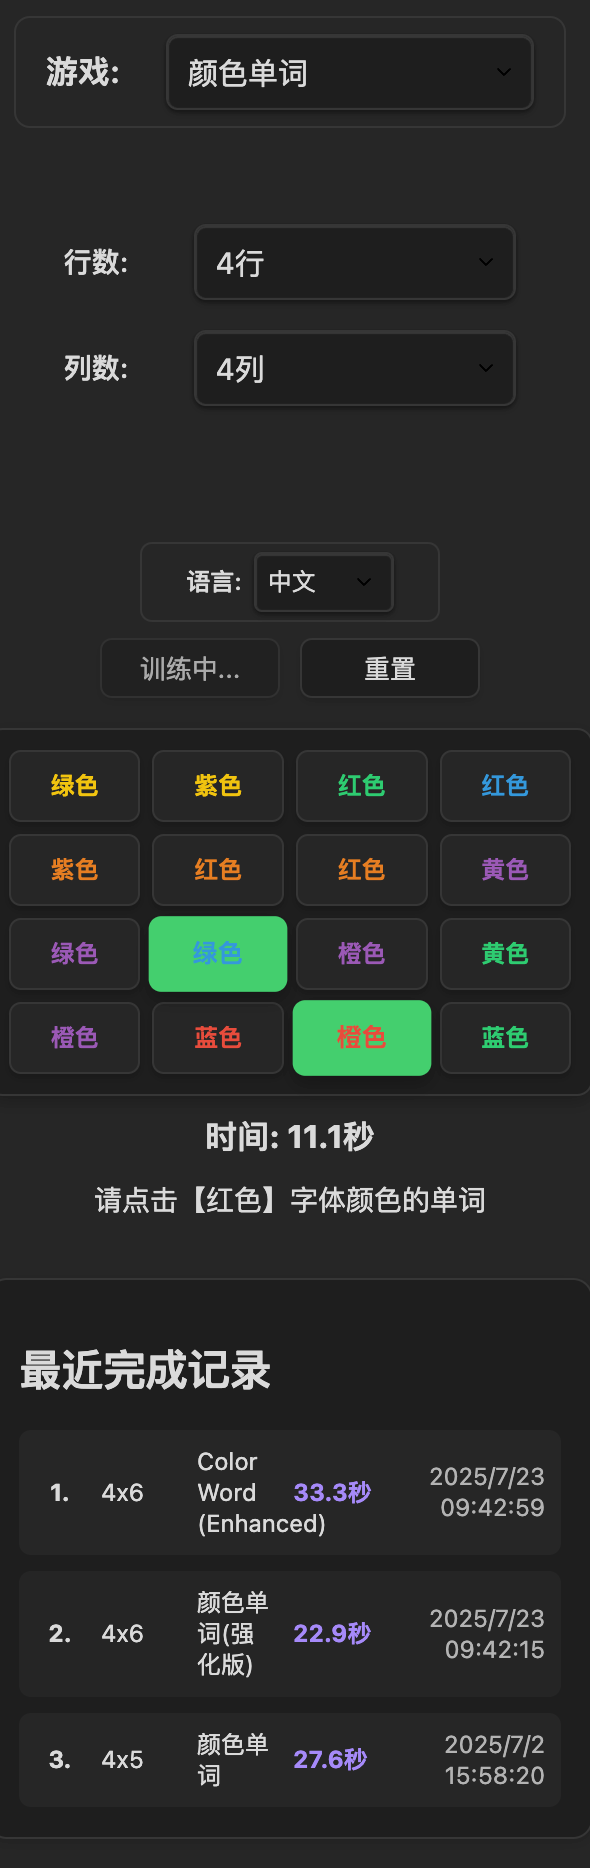 游戏: 颜色单词
行数: 4行
列数: 4列
语言: 中文
训练中... 重置
绿色 紫色 红色 红色
紫色 红色 红色 黄色
绿色 绿色 橙色 黄色
橙色 蓝色 橙色 蓝色
时间: 11.1秒
请点击【红色】字体颜色的单词
最近完成记录
1. 4x6 Color Word (Enhanced) 33.3秒 2025/7/23 09:42:59
2. 4x6 颜色单词(强化版) 22.9秒 2025/7/23 09:42:15
3. 4x5 颜色单词 27.6秒 2025/7/2 15:58:20